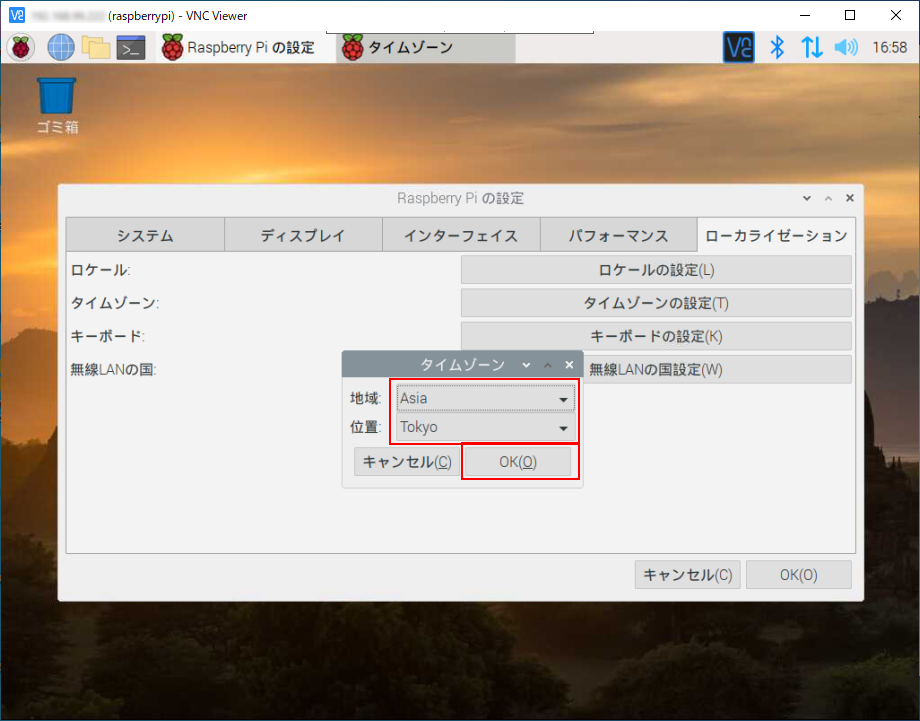 (raspberrypi) - VNC Viewer
Raspberry Pi の設定
タイムゾーン
16:58
ゴミ箱
Raspberry Pi の設定
システム
ディスプレイ
インターフェイス
パフォーマンス
ローカライゼーション
ロケール:
ロケールの設定(L)
タイムゾーン:
タイムゾーンの設定(T)
キーボード:
キーボードの設定(K)
無線LANの国:
無線LANの国設定(W)
タイムゾーン
地域:
Asia
位置:
Tokyo
キャンセル(C)
OK(O)
キャンセル(C)
OK(O)